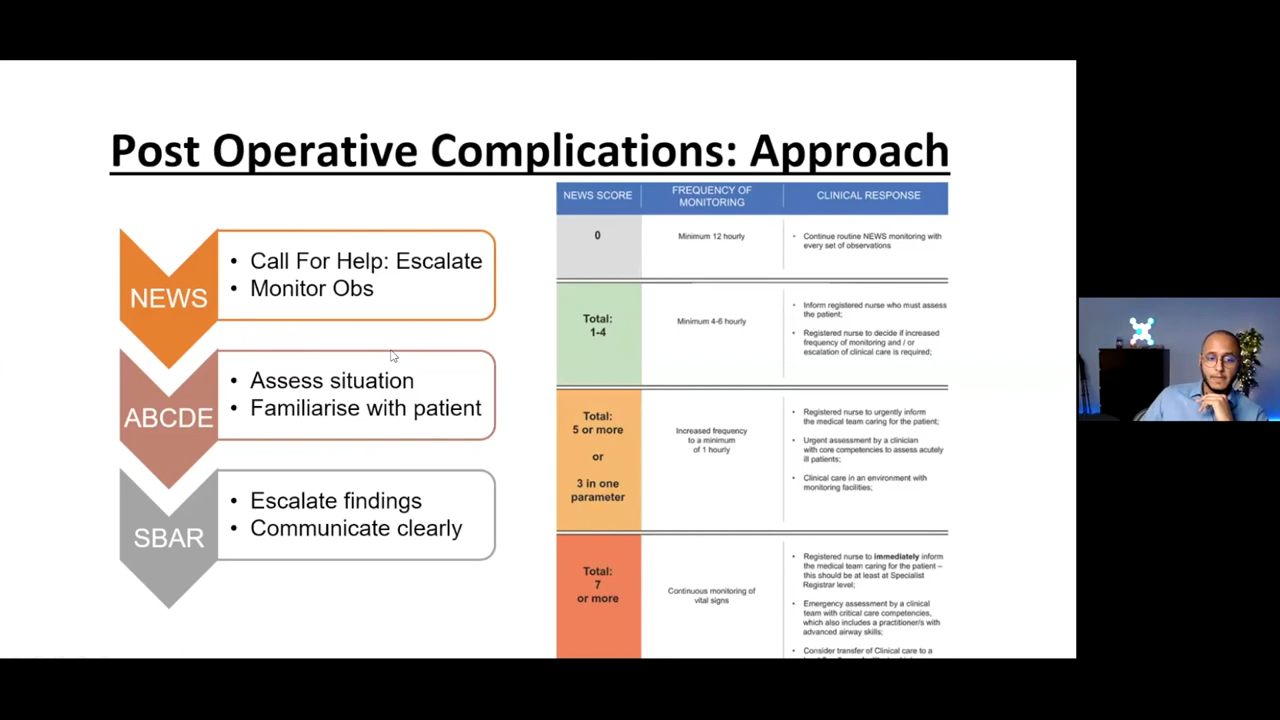 Post Operative Complications: Approach
NEWS
• Call For Help: Escalate
• Monitor Obs
ABCDE
• Assess situation
• Familiarise with patient
SBAR
• Escalate findings
• Communicate clearly
NEWS SCORE
FREQUENCY OF
MONITORING
CLINICAL RESPONSE
0
Minimum 12 hourly
• Continue routine NEWS monitoring with
every set of observations
Total:
1-4
Minimum 4-6 hourly
• Inform registered nurse who must assess
the patient;
• Registered nurse to decide if increased
frequency of monitoring and / or
escalation of clinical care is required;
Total:
5 or more
or
3 in one
parameter
Increased frequency
to a minimum
of 1 hourly
• Registered nurse to urgently inform
the medical team caring for the patient;
• Urgent assessment by a clinician
with core competencies to assess acutely
ill patients;
• Clinical care in an environment with
monitoring facilities;
Total:
7
or more
Continuous monitoring of
vital signs
• Registered nurse to immediately inform
the medical team caring for the patient –
this should be at least at Specialist
Registrar level;
• Emergency assessment by a clinical
team with critical care competencies,
which also includes a practitioner/s with
advanced airway skills;
• Consider transfer of Clinical care to a